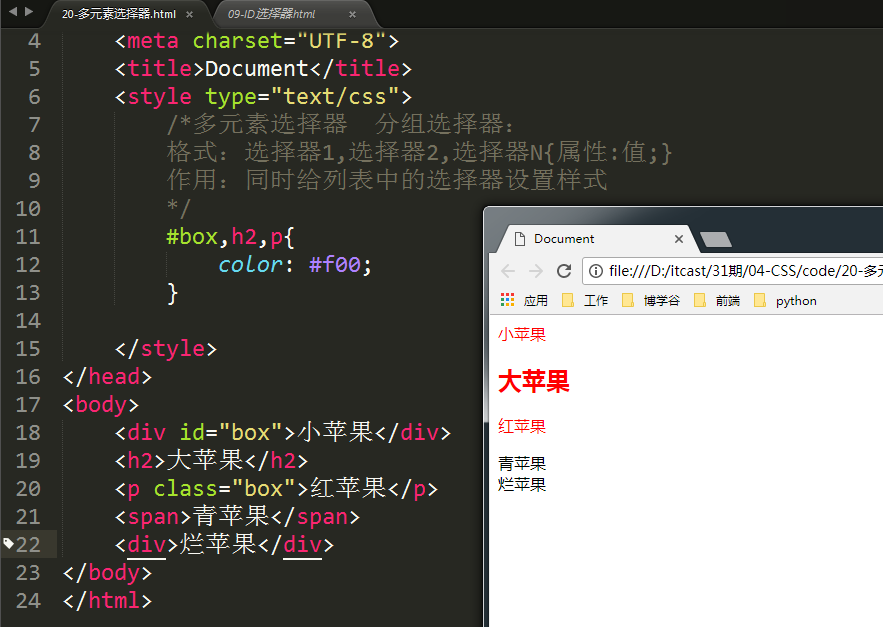 20-多元素选择器.html × 09-ID选择器html ×
4 <meta charset="UTF-8">
5 <title>Document</title>
6 <style type="text/css">
7 /*多元素选择器 分组选择器：
8 格式：选择器1,选择器2,选择器N{属性:值;}
9 作用：同时给列表中的选择器设置样式
10 */
11 #box,h2,p{
12 color: #f00;
13 }
14
15 </style>
16 </head>
17 <body>
18 <div id="box">小苹果</div>
19 <h2>大苹果</h2>
20 <p class="box">红苹果</p>
21 <span>青苹果</span>
22 <div>烂苹果</div>
23 </body>
24 </html>
Document ×
file:///D:/itcast/31期/04-CSS/code/20-多元
应用 工作 博学谷 前端 python
小苹果
大苹果
红苹果
青苹果
烂苹果